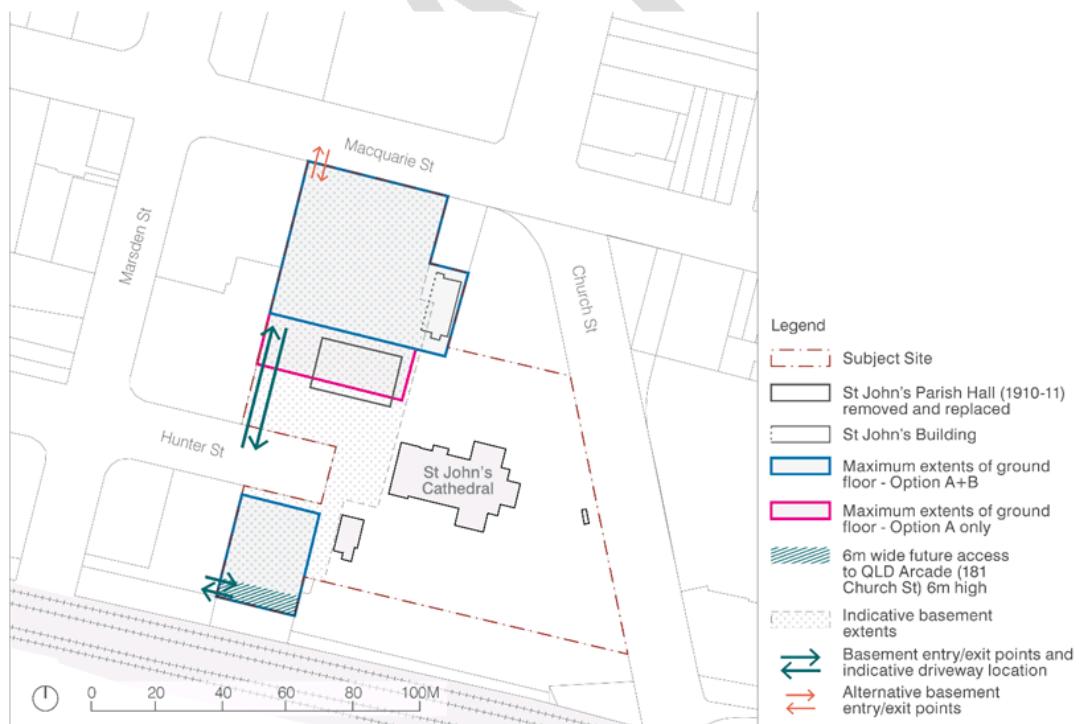 Macquarie St
Marsden St
Church St
Hunter St
St John's
Cathedral
0 20 40 60 80 100M
Legend
Subject Site
St John's Parish Hall (1910-11)
removed and replaced
St John's Building
Maximum extents of ground
floor - Option A+B
Maximum extents of ground
floor - Option A only
6m wide future access
to QLD Arcade (181
Church St) 6m high
Indicative basement
extents
Basement entry/exit points and
indicative driveway location
Alternative basement
entry/exit points